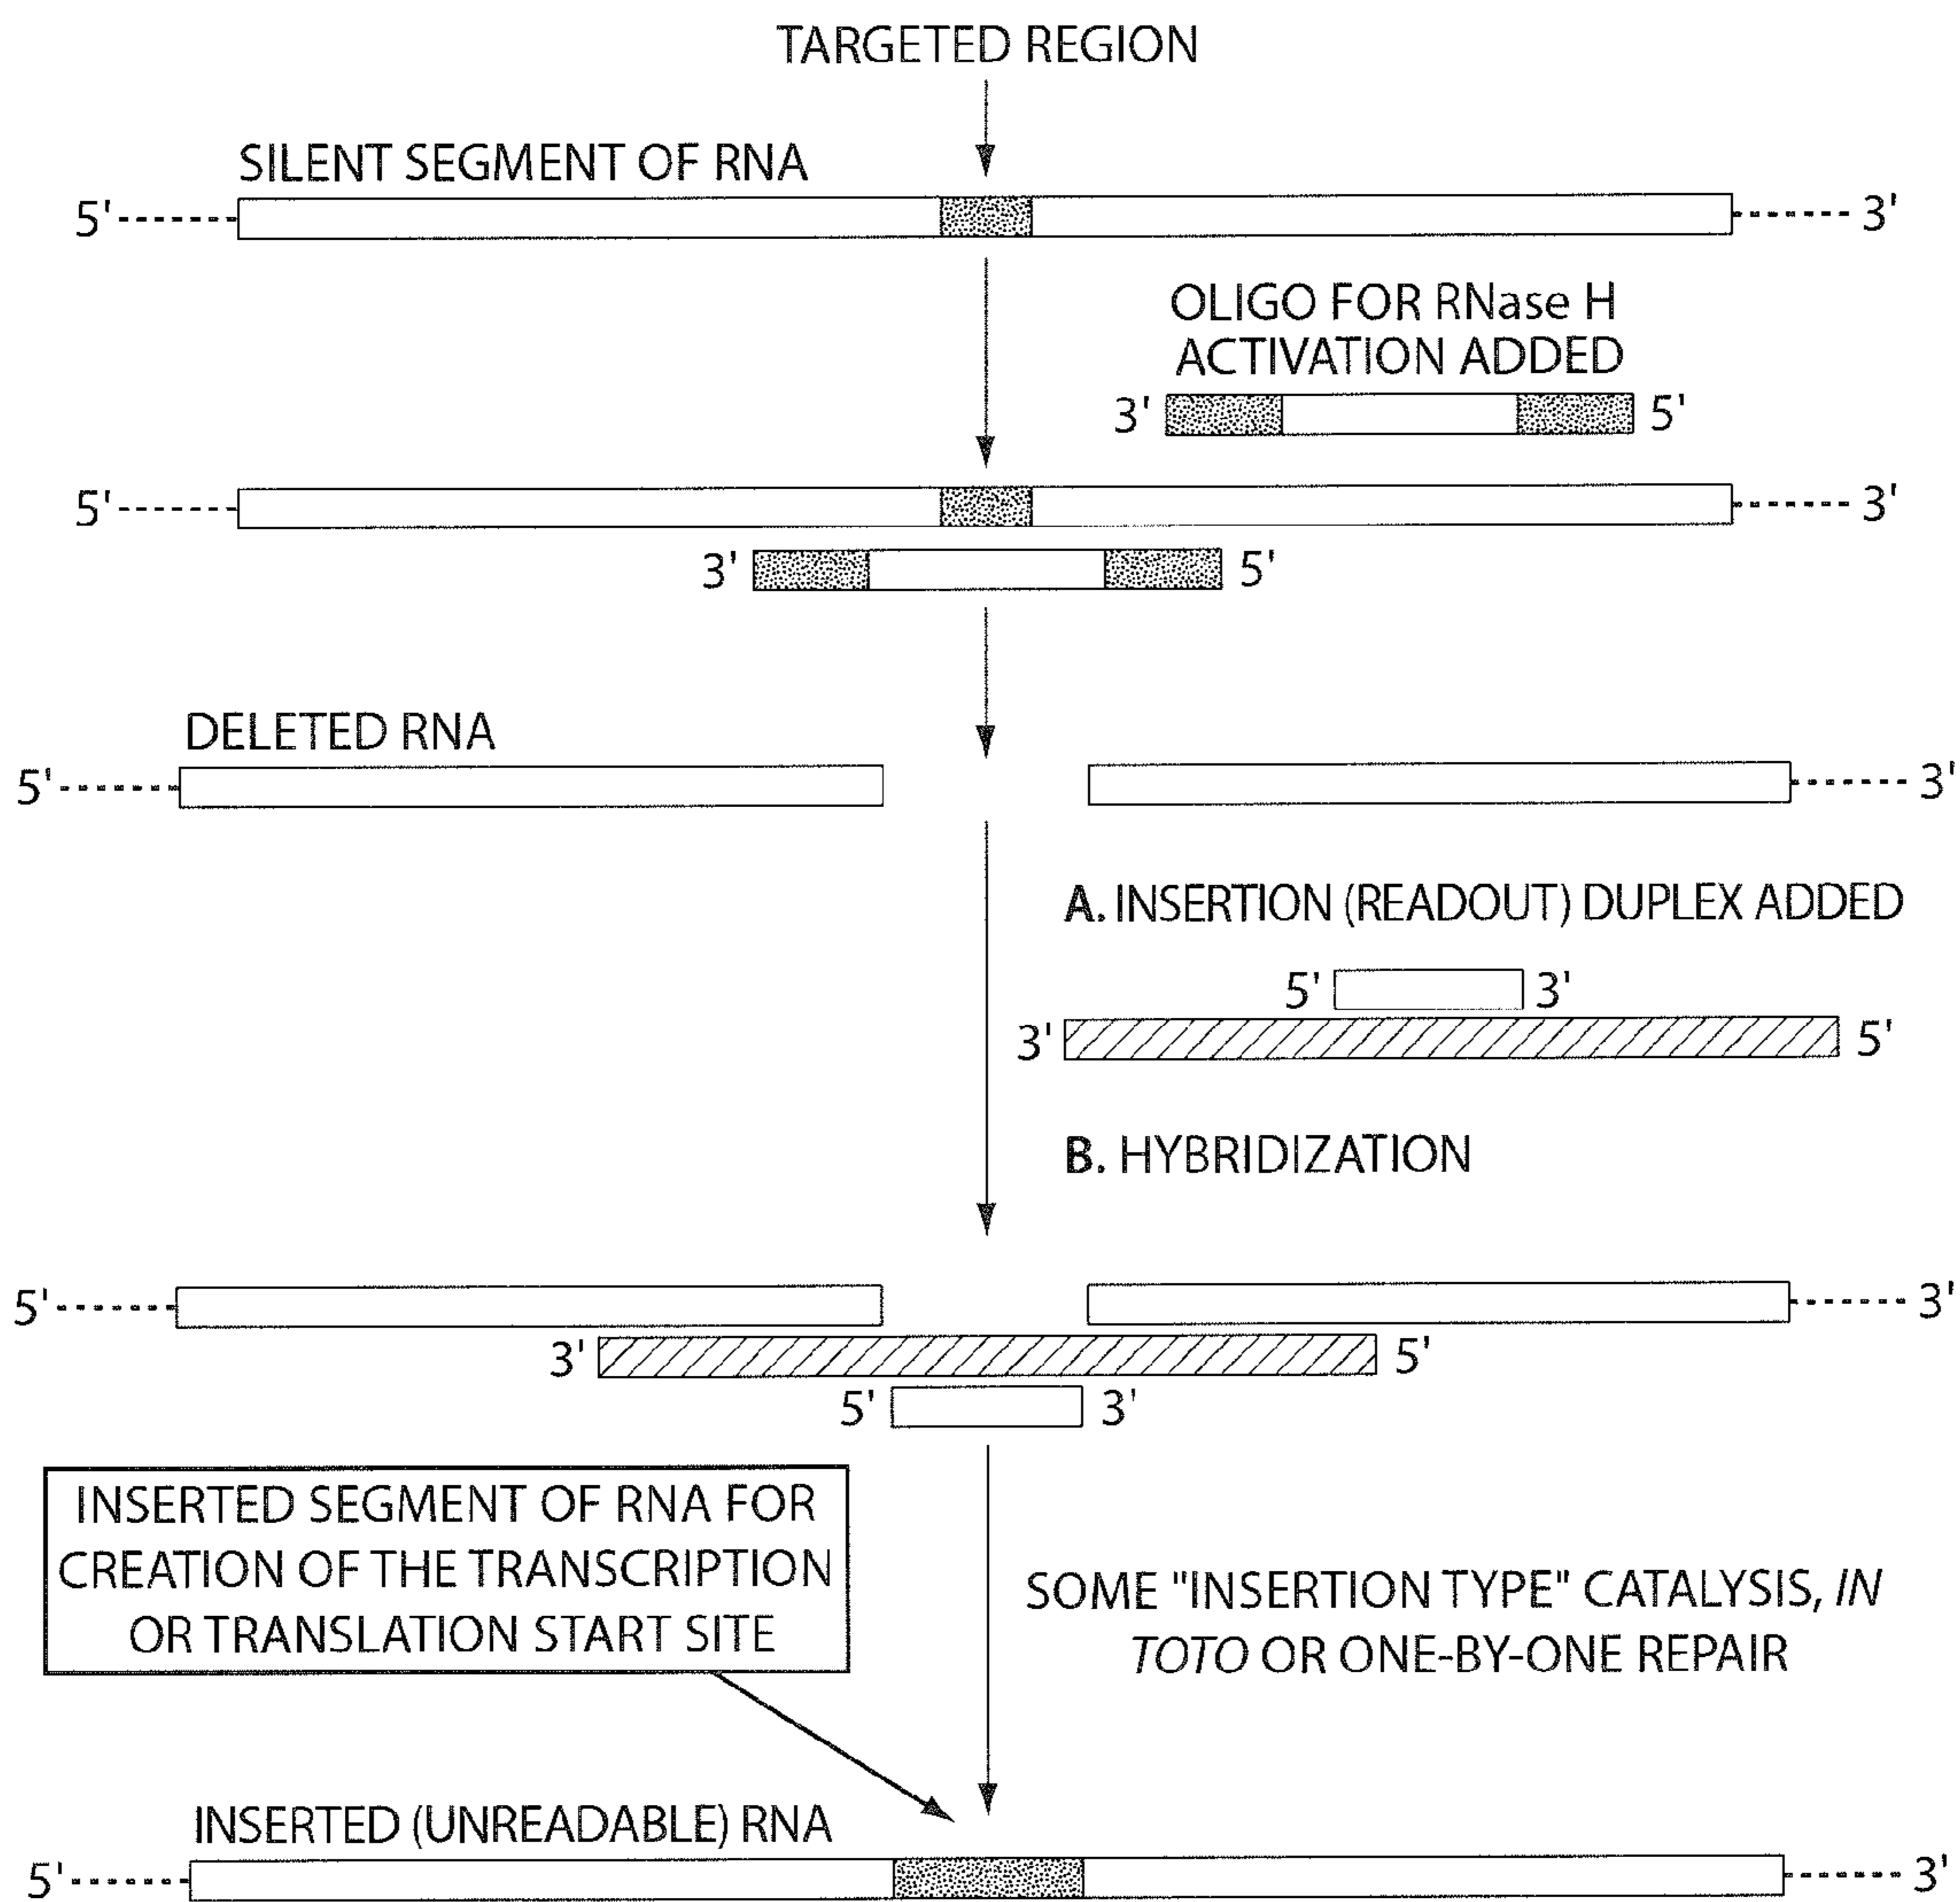 TARGETED REGION
SILENT SEGMENT OF RNA
5' 3'
OLIGO FOR RNase H
ACTIVATION ADDED
3' 5'
5' 3'
3' 5'
DELETED RNA
5' 3'
A. INSERTION (READOUT) DUPLEX ADDED
5' 3'
3' 5'
B. HYBRIDIZATION
5' 3'
3' 5'
5' 3'
INSERTED SEGMENT OF RNA FOR
CREATION OF THE TRANSCRIPTION
OR TRANSLATION START SITE
SOME "INSERTION TYPE" CATALYSIS, IN
TOTO OR ONE-BY-ONE REPAIR
INSERTED (UNREADABLE) RNA
5' 3'